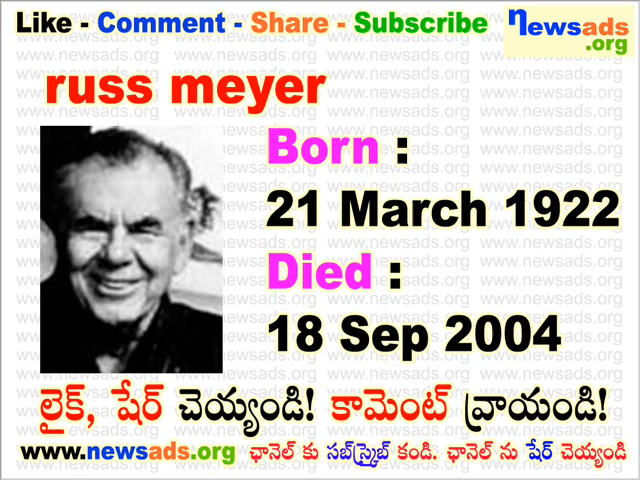 Like - Comment - Share - Subscribe
newsads
.org
russ meyer
Born :
21 March 1922
Died :
18 Sep 2004
లైక్, షేర్ చెయ్యండి! కామెంట్ వ్రాయండి!
www.newsads.org ఛానెల్ కు సబ్‌స్క్రైబ్ కండి. ఛానెల్ ను షేర్ చెయ్యండి